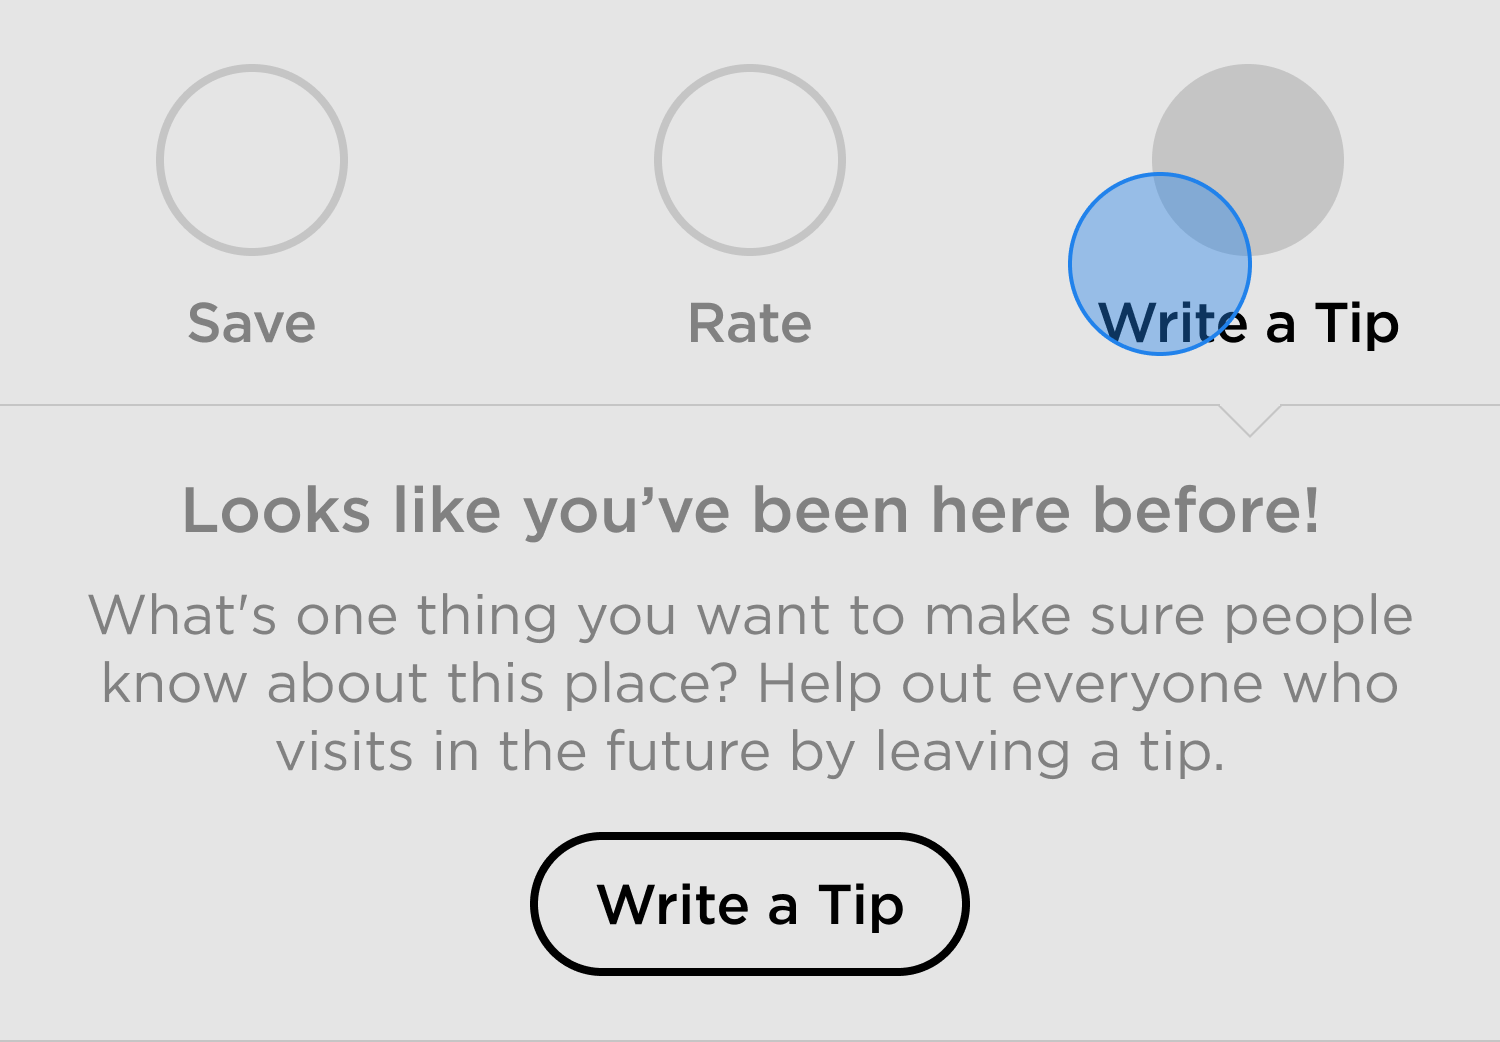 Save
Rate
Write a Tip
Looks like you’ve been here before!
What's one thing you want to make sure people
know about this place? Help out everyone who
visits in the future by leaving a tip.
Write a Tip